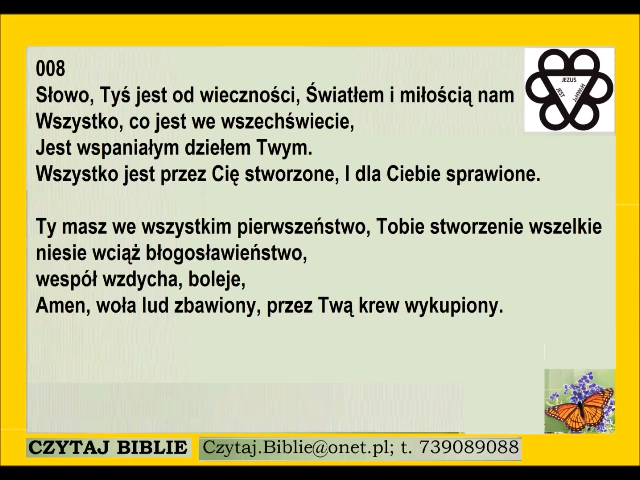 008
Słowo, Tyś jest od wieczności, Światłem i miłością nam
Wszystko, co jest we wszechświecie,
Jest wspaniałym dziełem Twym.
Wszystko jest przez Cię stworzone, I dla Ciebie sprawione.
Ty masz we wszystkim pierwszeństwo, Tobie stworzenie wszelkie
niesie wciąż błogosławieństwo,
wespół wzdycha, boleje,
Amen, woła lud zbawiony, przez Twą krew wykupiony.
JEZUS
JEST
CZYTAJ BIBLIE Czytaj.Biblie@onet.pl; t. 739089088